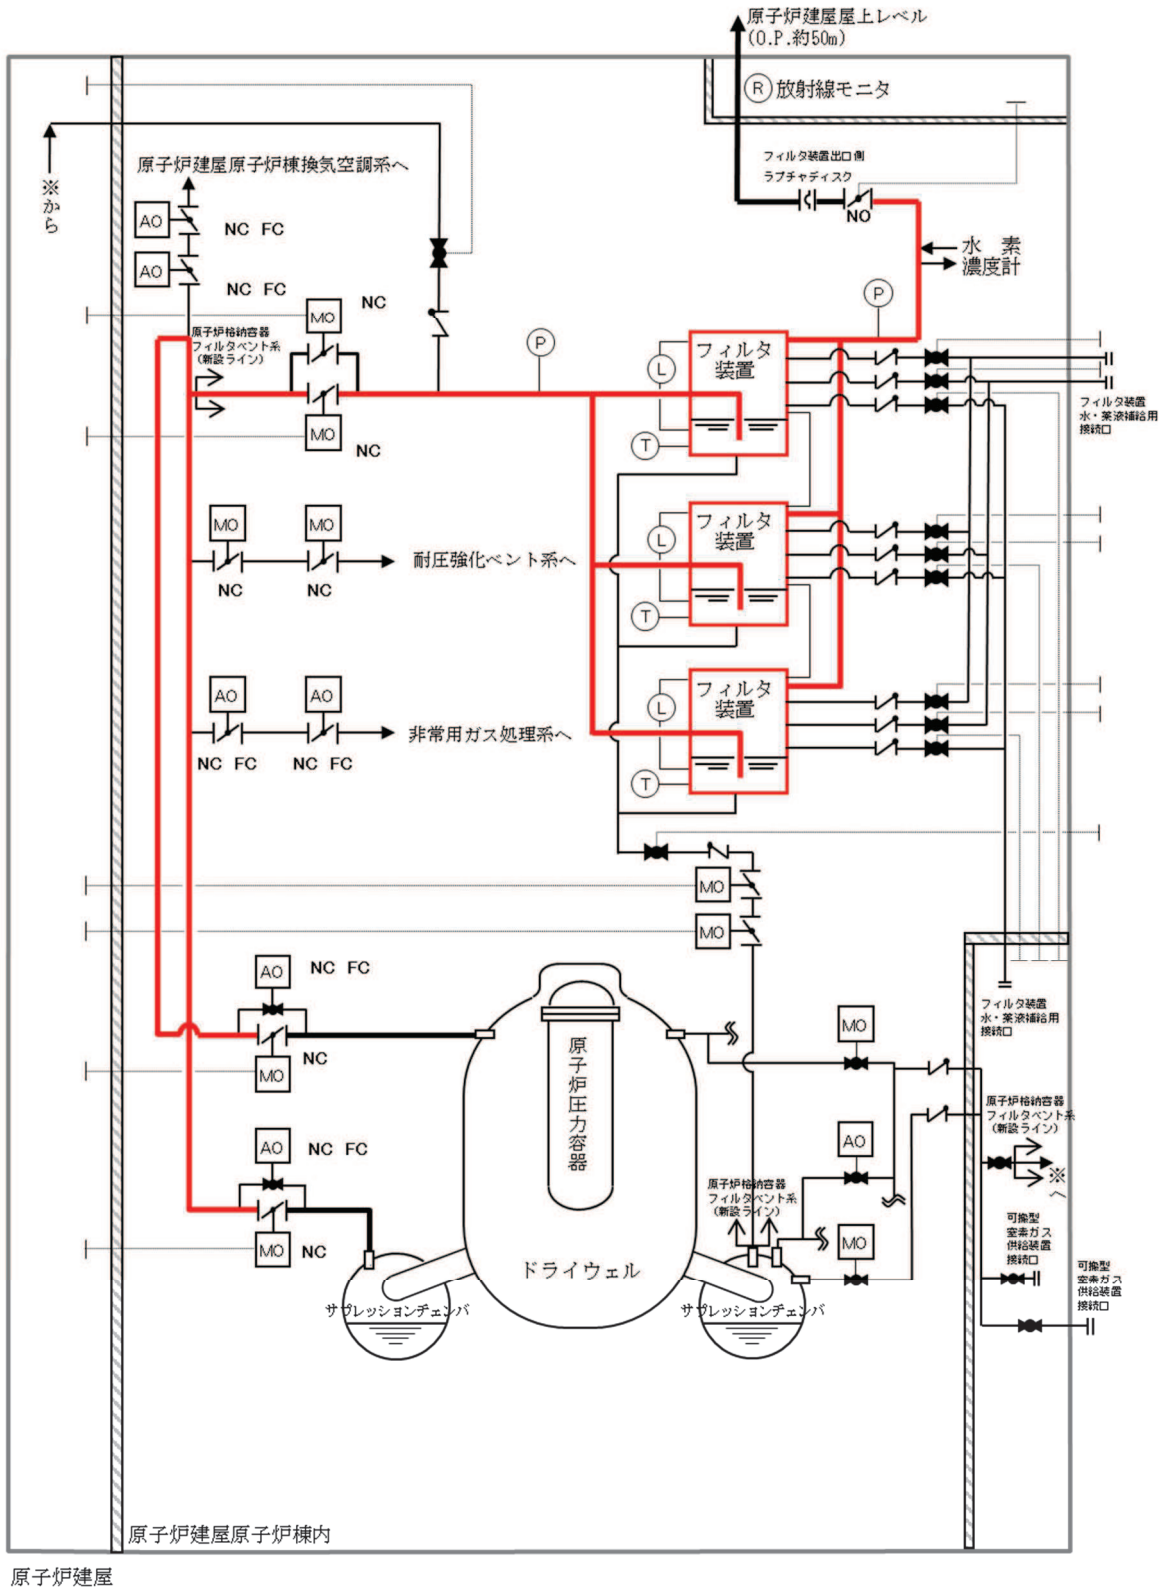 原子炉建屋屋上レベル
(O.P.約50m)
R 放射線モニタ
原子炉建屋原子炉棟換気空調系へ
※から
フィルタ装置出口側
ラプチャディスク
AO
NC FC
NO
AO
NC FC
水 素
濃度計
P
MO
NC
原子炉格納容器
フィルタベント系
(新設ライン)
P
MO
NC
フィルタ
装置
L
T
フィルタ装置
水・薬液補給用
接続口
MO
MO
NC
NC
耐圧強化ベント系へ
フィルタ
装置
L
T
AO
AO
NC FC
NC FC
非常用ガス処理系へ
フィルタ
装置
L
T
MO
MO
AO
NC FC
NC
MO
原子炉圧力容器
MO
フィルタ装置
水・薬液補給用
接続口
AO
NC FC
MO
NC
AO
原子炉格納容器
フィルタベント系
(新設ライン)
※へ
原子炉格納容器
フィルタベント系
(新設ライン)
MO
可搬型
窒素ガス
供給装置
接続口
可搬型
窒素ガス
供給装置
接続口
ドライウェル
サプレッションチェンバ
サプレッションチェンバ
原子炉建屋原子炉棟内
原子炉建屋